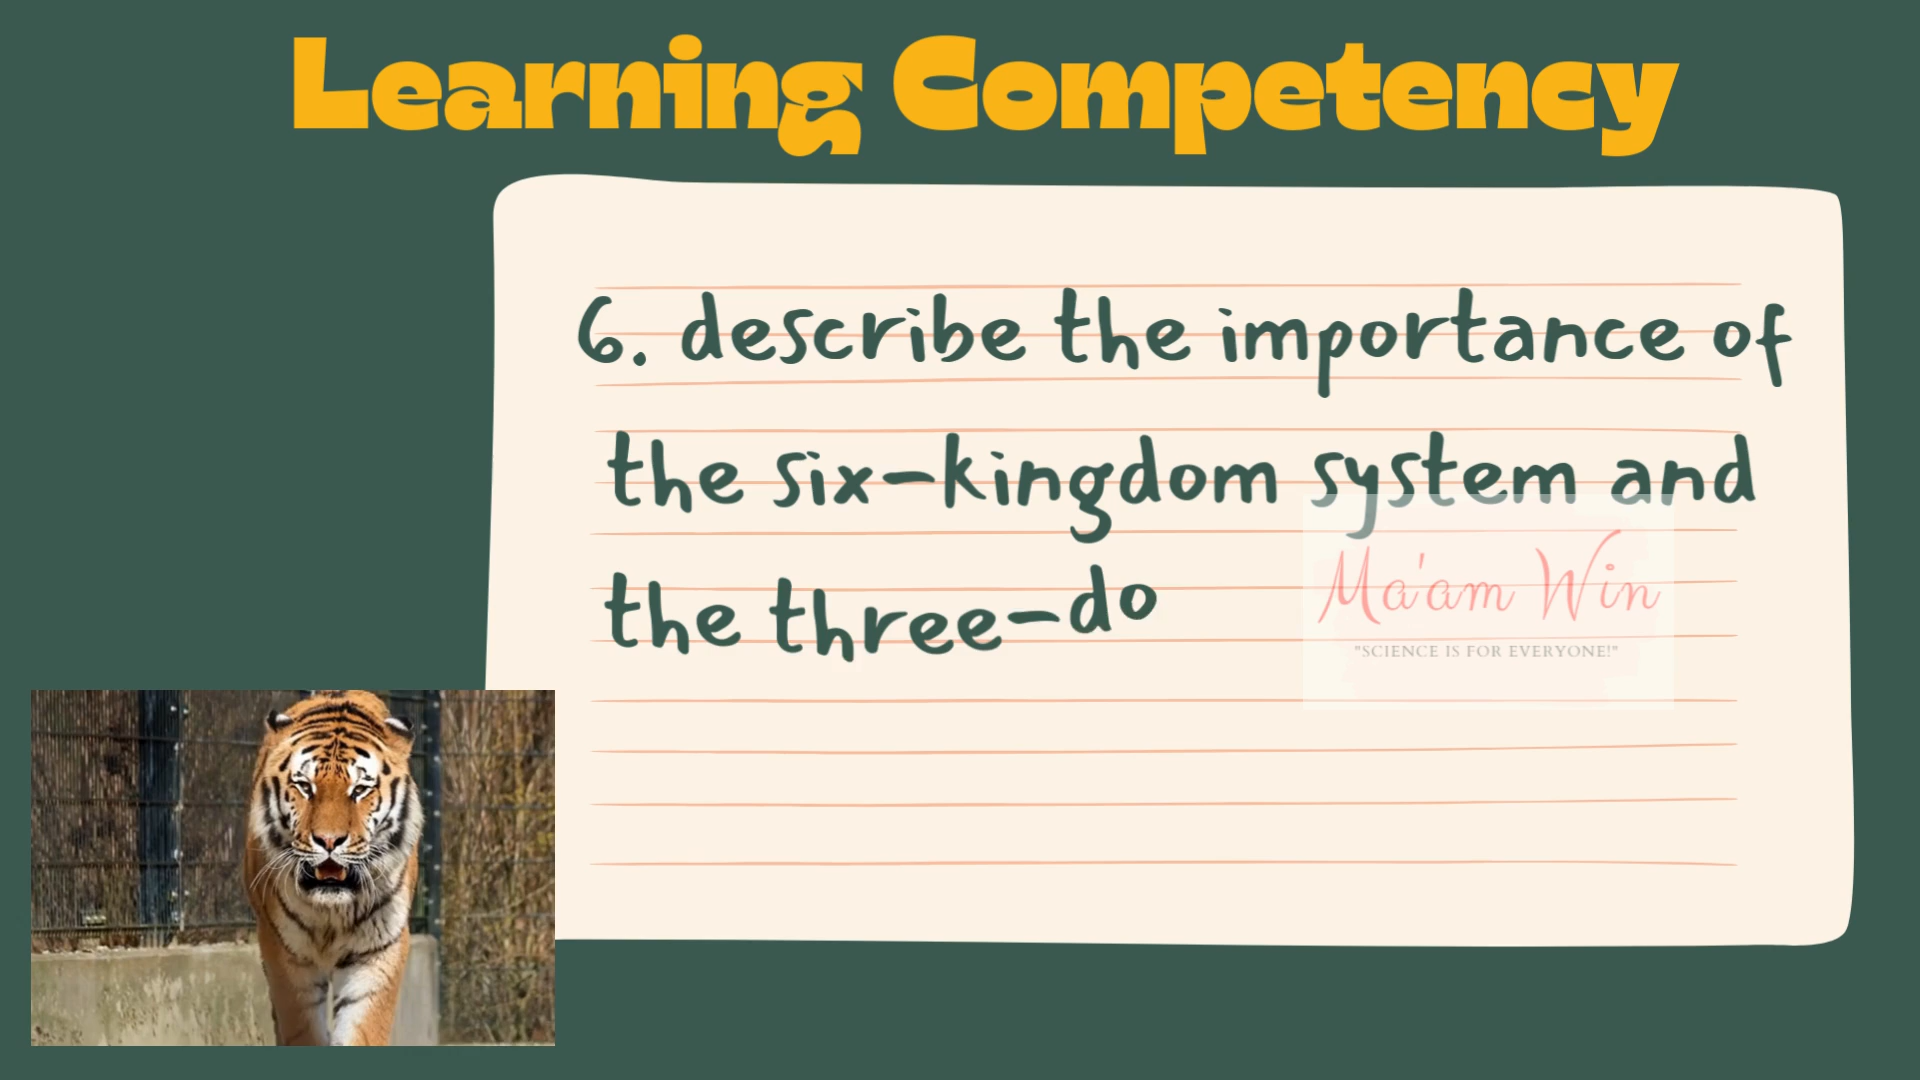 Learning Competency
6. describe the importance of
the six-kingdom system and
the three-do
Ma'am Win
"SCIENCE IS FOR EVERYONE!"